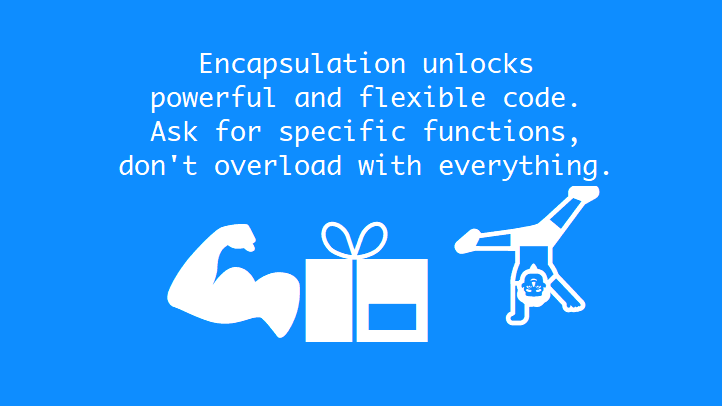 Encapsulation unlocks
powerful and flexible code.
Ask for specific functions,
don't overload with everything.